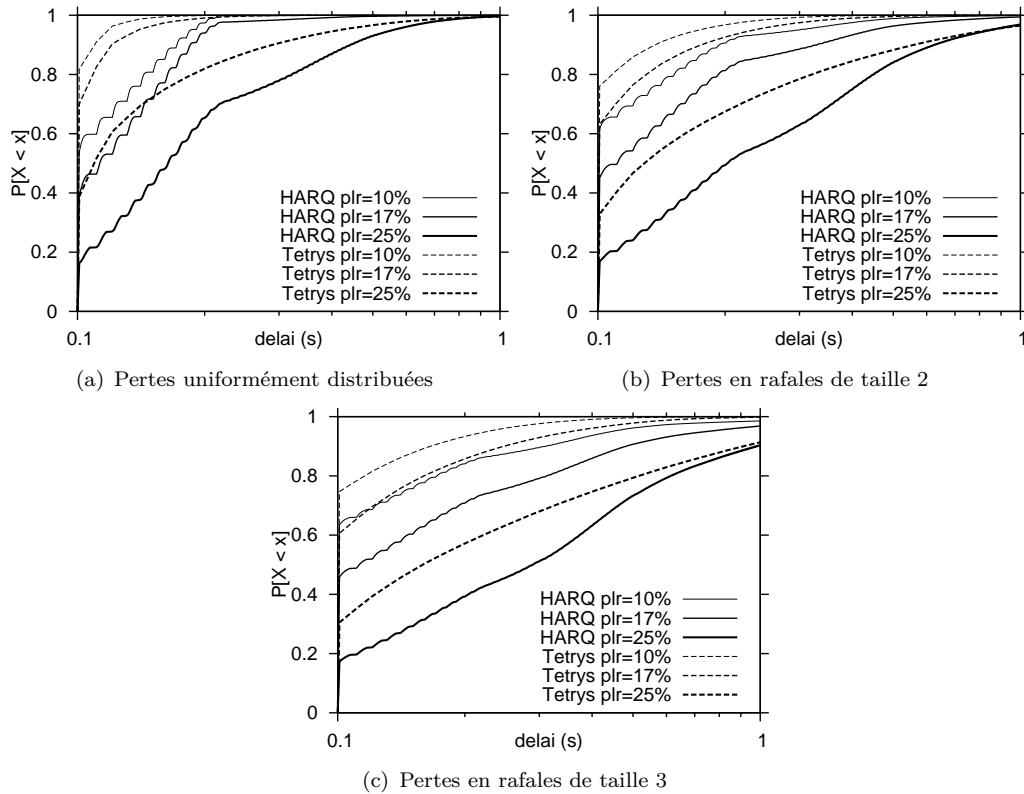 1
0.8
0.6
0.4
0.2
0
P[X < x]
HARQ plr=10%
HARQ plr=17%
HARQ plr=25%
Tetrys plr=10%
Tetrys plr=17%
Tetrys plr=25%
0.1
1
delai (s)
(a) Pertes uniformément distribuées
1
0.8
0.6
0.4
0.2
0
P[X < x]
HARQ plr=10%
HARQ plr=17%
HARQ plr=25%
Tetrys plr=10%
Tetrys plr=17%
Tetrys plr=25%
0.1
1
delai (s)
(b) Pertes en rafales de taille 2
1
0.8
0.6
0.4
0.2
0
P[X < x]
HARQ plr=10%
HARQ plr=17%
HARQ plr=25%
Tetrys plr=10%
Tetrys plr=17%
Tetrys plr=25%
0.1
1
delai (s)
(c) Pertes en rafales de taille 3